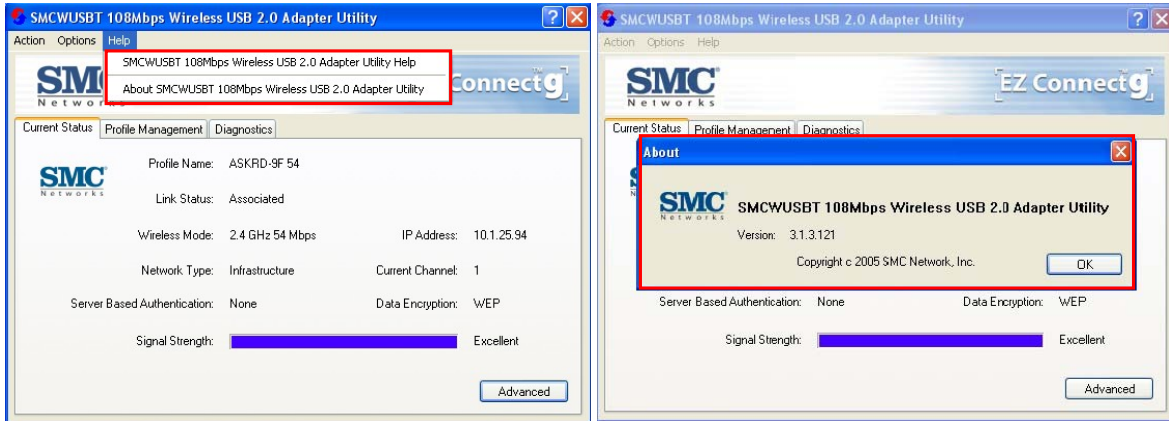 SMCWUSBT 108Mbps Wireless USB 2.0 Adapter Utility
Action Options Help
SMCWUSBT 108Mbps Wireless USB 2.0 Adapter Utility Help
About SMCWUSBT 108Mbps Wireless USB 2.0 Adapter Utility
Connect g
Current Status Profile Management Diagnostics
SMC
Networks
Profile Name: ASKRD-9F 54
Link Status: Associated
Wireless Mode: 2.4 GHz 54 Mbps IP Address: 10.1.25.94
Network Type: Infrastructure Current Channel: 1
Server Based Authentication: None Data Encryption: WEP
Signal Strength: Excellent
Advanced
SMCWUSBT 108Mbps Wireless USB 2.0 Adapter Utility
Action Options Help
SMC
Networks
EZ Connect g
Current Status Profile Management Diagnostics
About
SMC
Networks
SMCWUSBT 108Mbps Wireless USB 2.0 Adapter Utility
Version: 3.1.3.121
Copyright c 2005 SMC Network, Inc.
OK
Server Based Authentication: None Data Encryption: WEP
Signal Strength: Excellent
Advanced